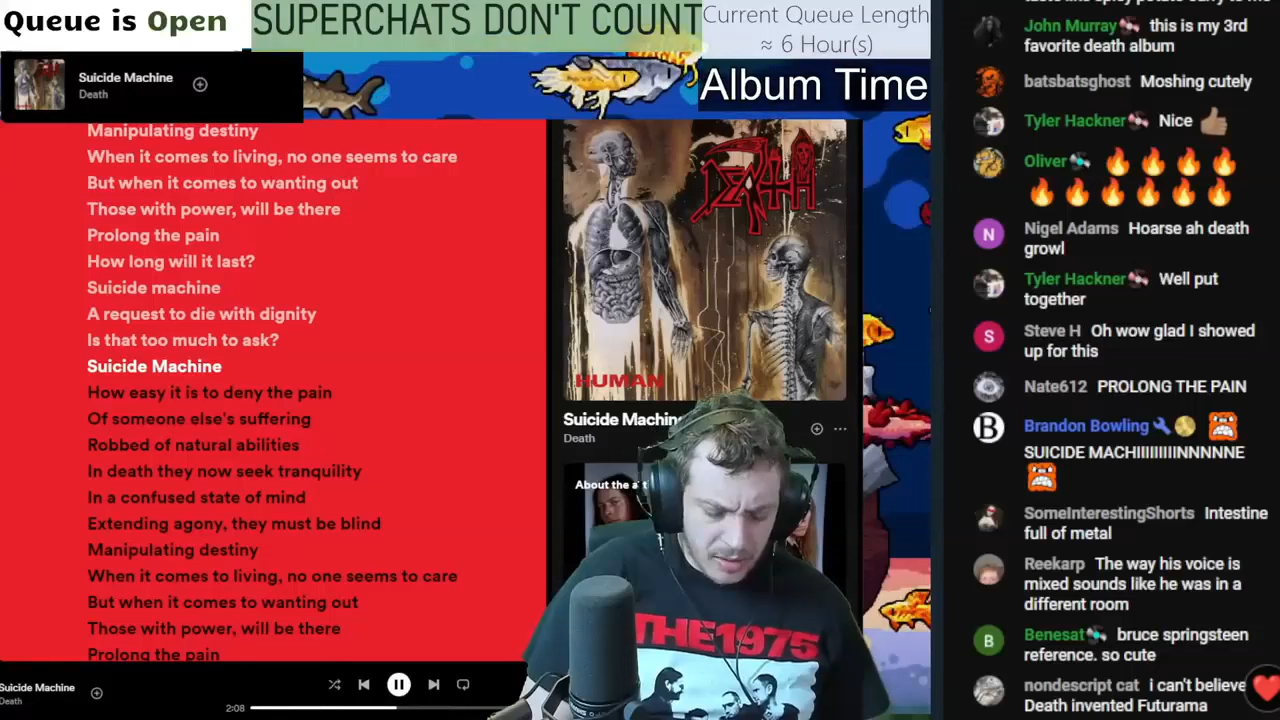 Queue is Open
SUPERCHATS DON'T COUNT
Current Queue Length
≈ 6 Hour(s)
Album Time
Suicide Machine
Death
Manipulating destiny
When it comes to living, no one seems to care
But when it comes to wanting out
Those with power, will be there
Prolong the pain
How long will it last?
Suicide machine
A request to die with dignity
Is that too much to ask?
Suicide Machine
How easy it is to deny the pain
Of someone else's suffering
Robbed of natural abilities
In death they now seek tranquility
In a confused state of mind
Extending agony, they must be blind
Manipulating destiny
When it comes to living, no one seems to care
But when it comes to wanting out
Those with power, will be there
Prolong the pain
DEATH
HUMAN
Suicide Machin
Death
About the a
THE1975
Suicide Machine
Death
2:08
John Murray this is my 3rd
favorite death album
batsbatsghost Moshing cutely
Tyler Hackner Nice 👍🏽
Oliver 🔥🔥🔥🔥
🔥🔥🔥🔥🔥🔥
N
Nigel Adams Hoarse ah death
growl
Tyler Hackner Well put
together
S
Steve H Oh wow glad I showed
up for this
Nate612 PROLONG THE PAIN
B
Brandon Bowling
SUICIDE MACHIIIIIIIIINNNNNE
SomeInterestingShorts Intestine
full of metal
Reekarp The way his voice is
mixed sounds like he was in a
different room
B
Benesat bruce springsteen
reference. so cute
nondescript cat i can't believe
Death invented Futurama